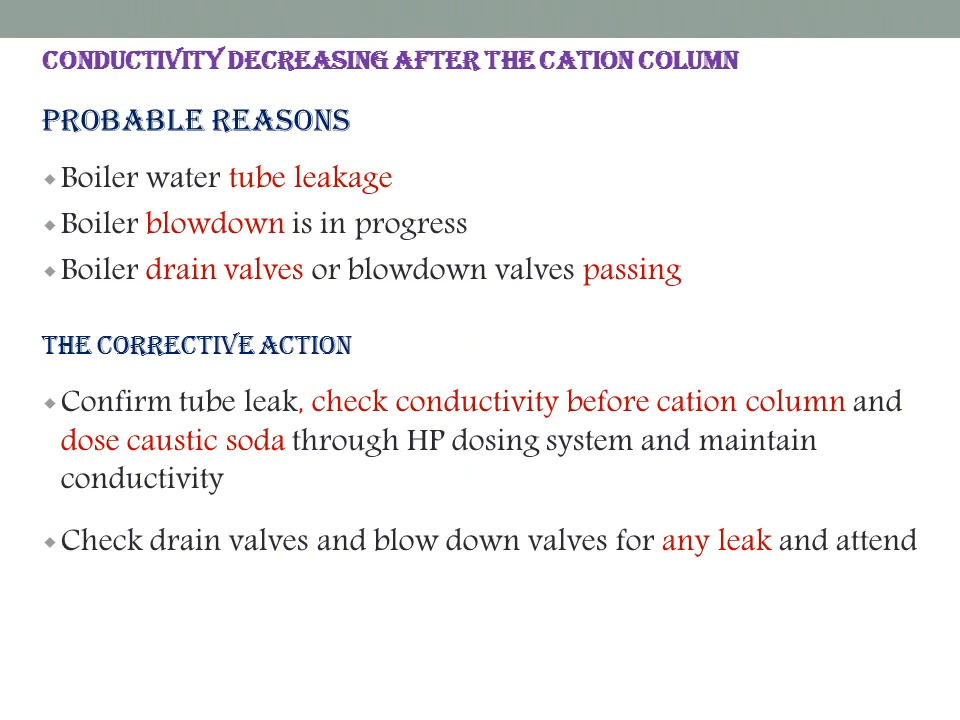 CONDUCTIVITY DECREASING AFTER THE CATION COLUMN
PROBABLE REASONS
Boiler water tube leakage
Boiler blowdown is in progress
Boiler drain valves or blowdown valves passing
THE CORRECTIVE ACTION
Confirm tube leak, check conductivity before cation column and
dose caustic soda through HP dosing system and maintain
conductivity
Check drain valves and blow down valves for any leak and attend